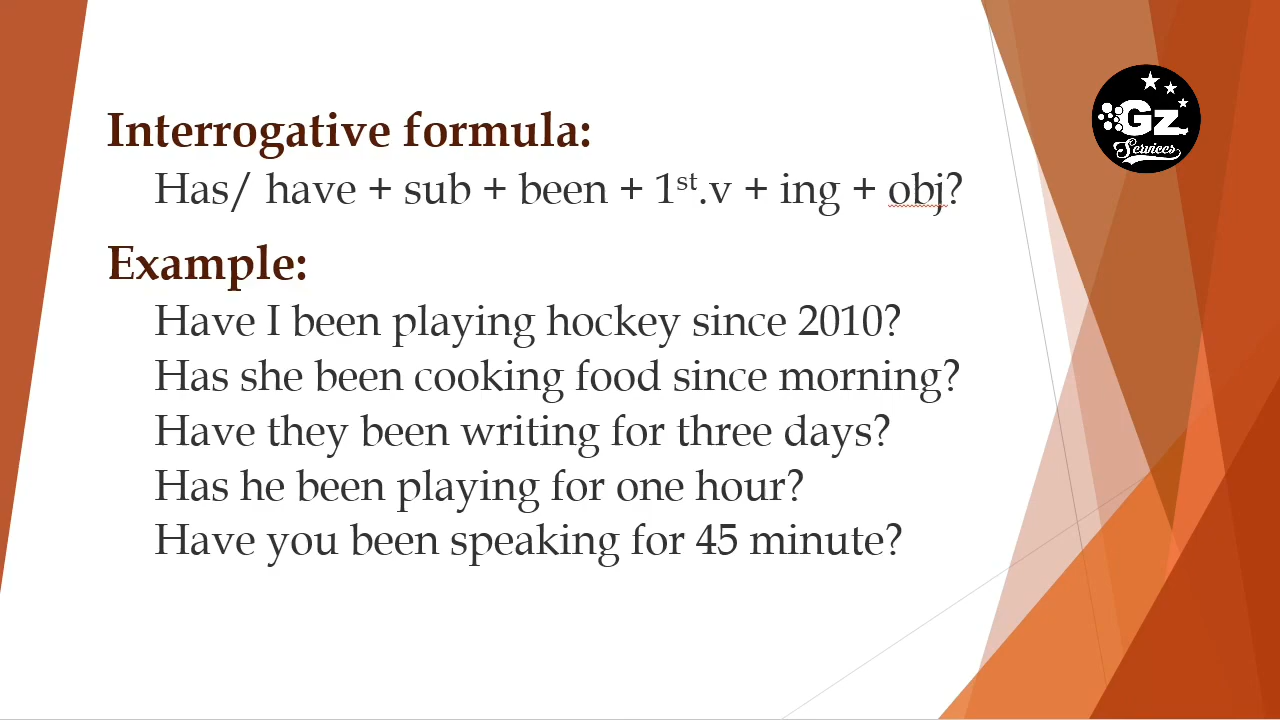 Interrogative formula:
Has/ have + sub + been + 1st.v + ing + obj?
Example:
Have I been playing hockey since 2010?
Has she been cooking food since morning?
Have they been writing for three days?
Has he been playing for one hour?
Have you been speaking for 45 minute?
Gz
Services